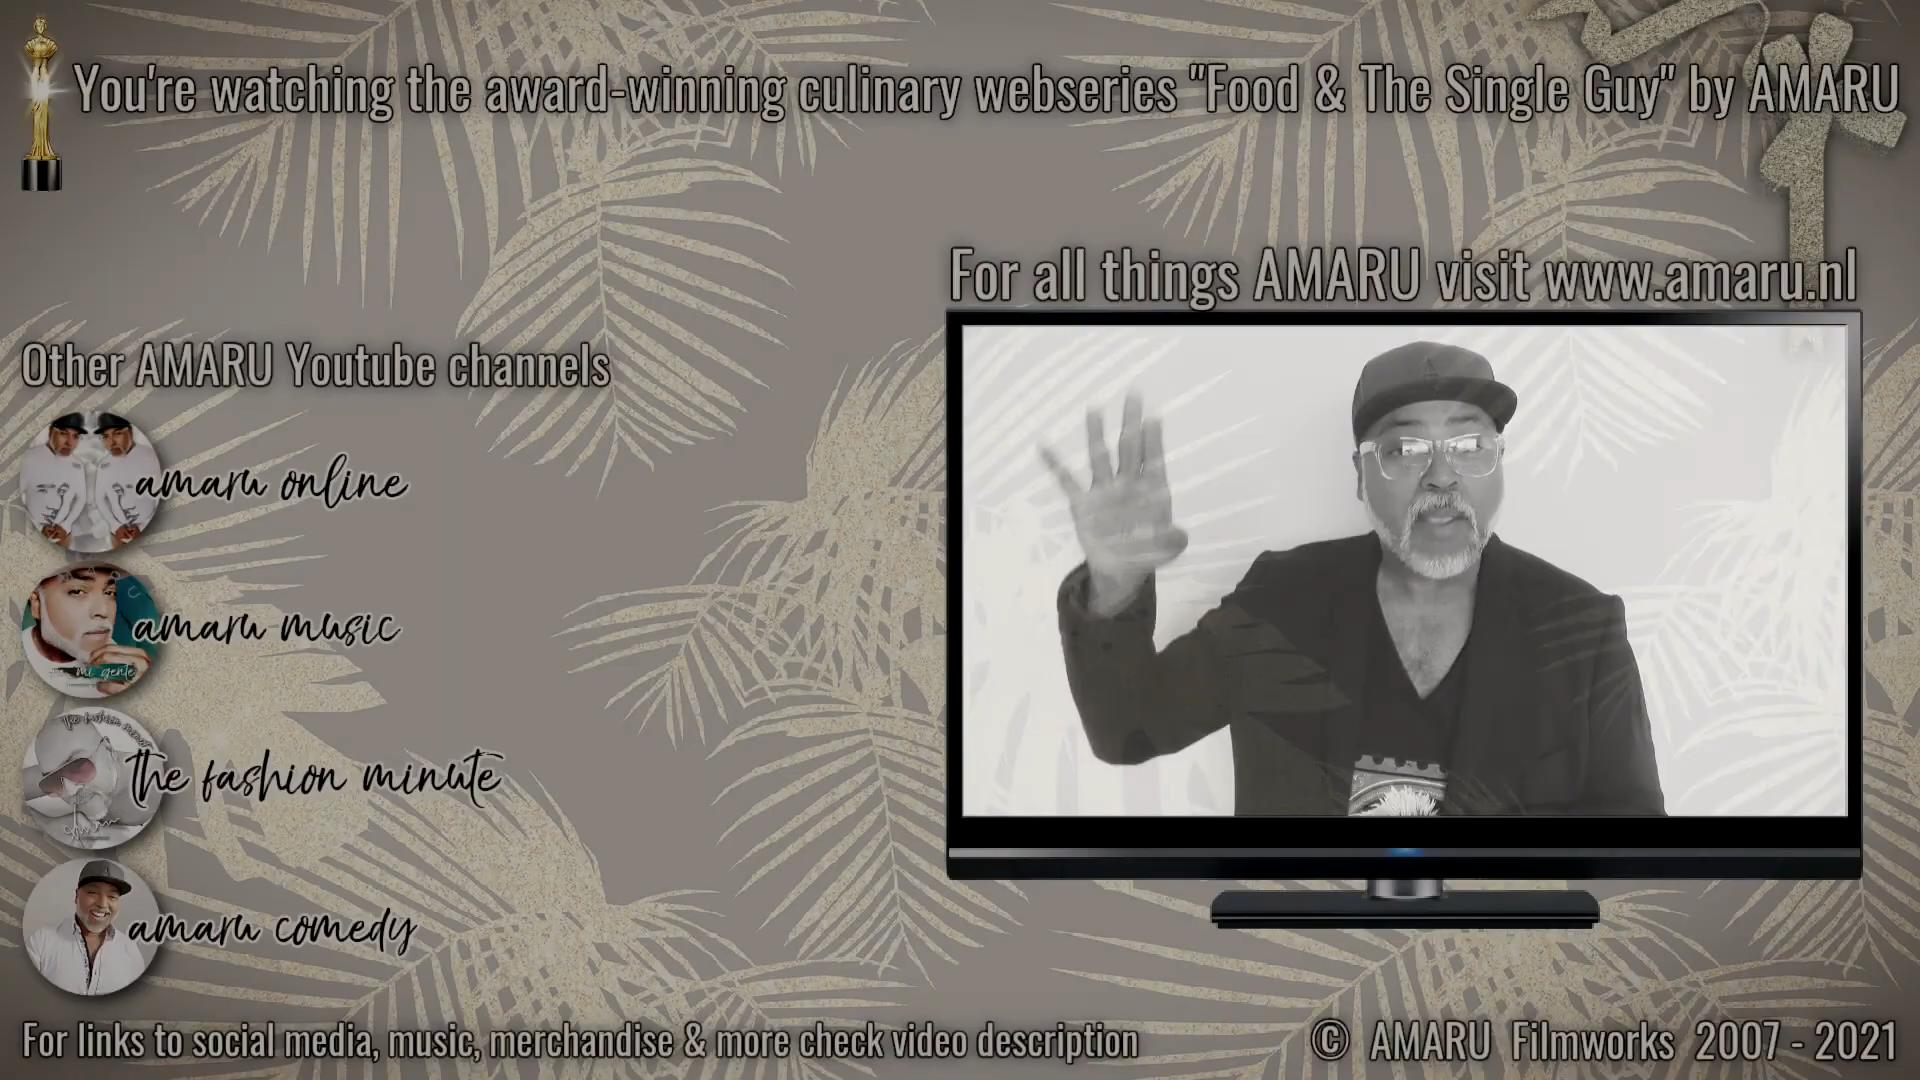 You're watching the award-winning culinary webseries "Food & The Single Guy" by AMARU
For all things AMARU visit www.amaru.nl
Other AMARU Youtube channels
amaru online
amaru music
mi gente
the fashion minute
amaru comedy
For links to social media, music, merchandise & more check video description
© AMARU Filmworks 2007 - 2021